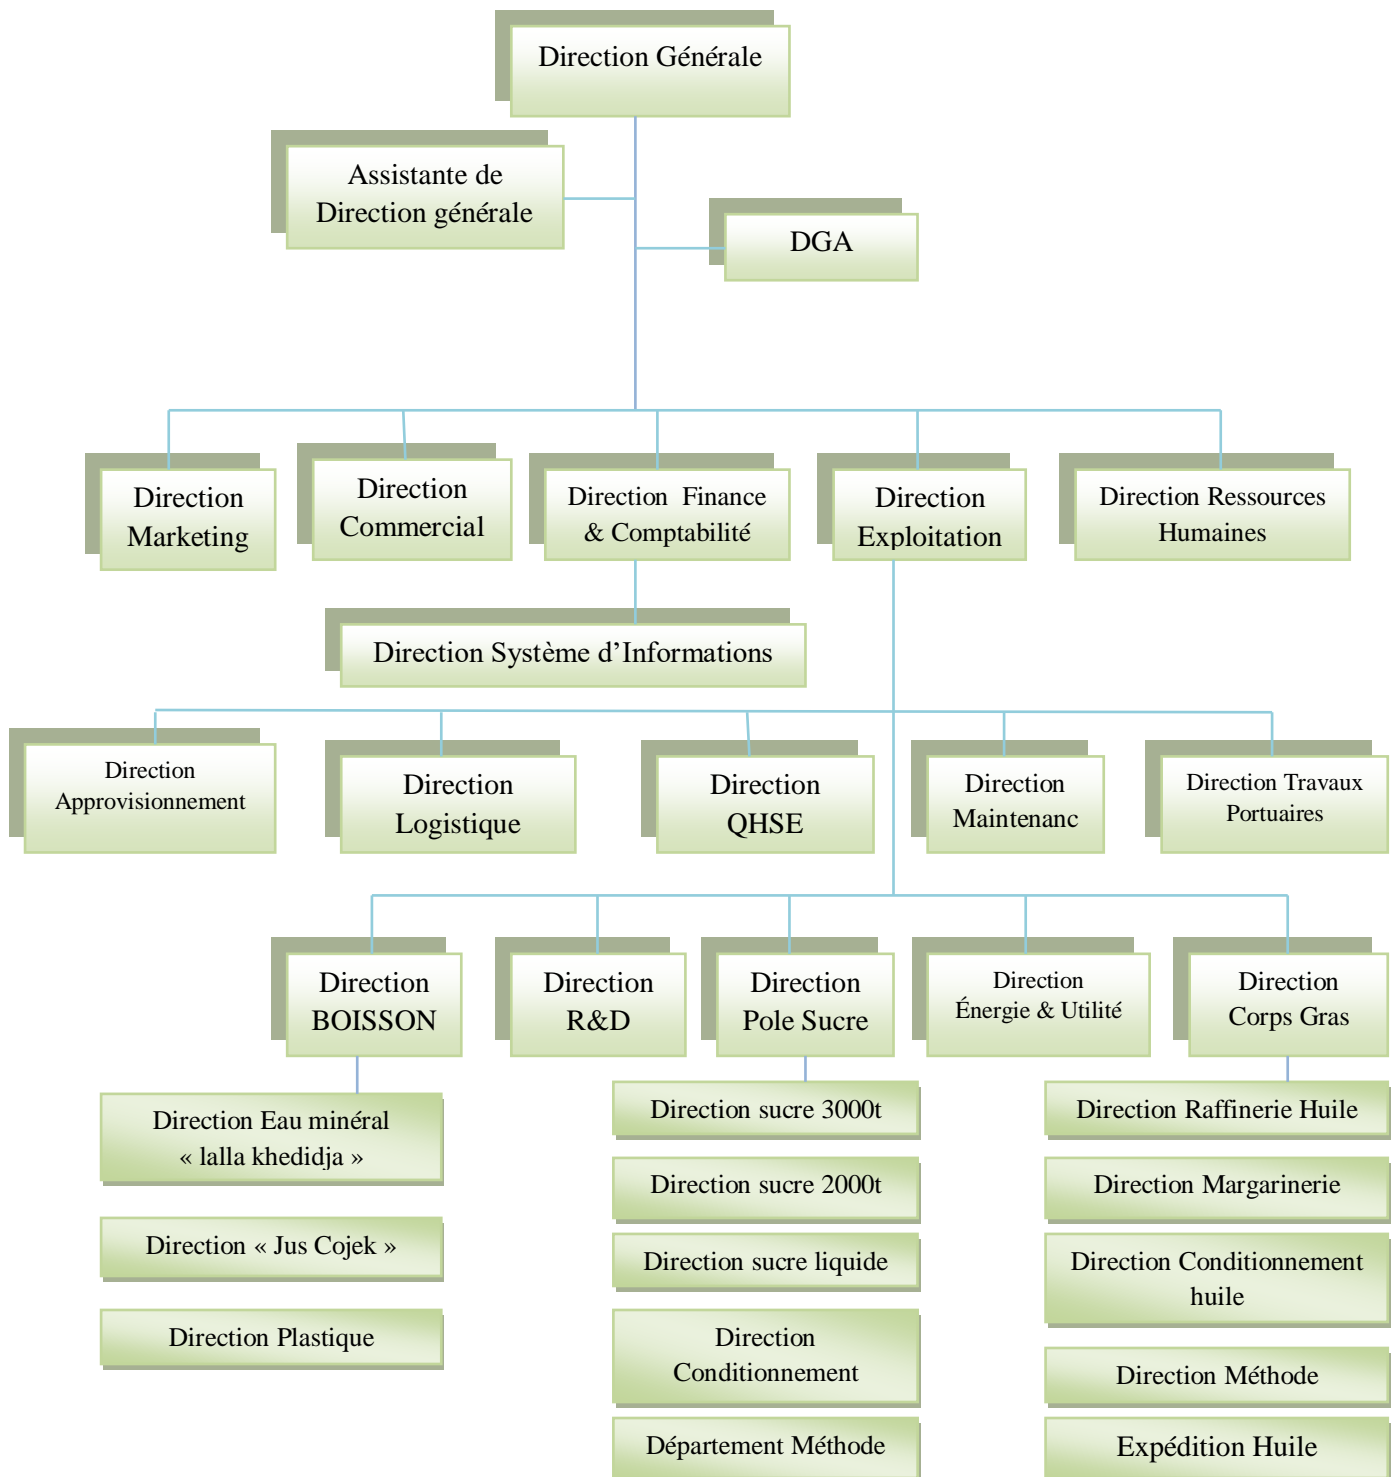 Direction Générale
Assistante de
Direction générale
DGA
Direction
Marketing
Direction
Commercial
Direction Finance
& Comptabilité
Direction
Exploitation
Direction Ressources
Humaines
Direction Système d’Informations
Direction
Approvisionnement
Direction
Logistique
Direction
QHSE
Direction
Maintenanc
Direction Travaux
Portuaires
Direction
BOISSON
Direction
R&D
Direction
Pole Sucre
Direction
Énergie & Utilité
Direction
Corps Gras
Direction Eau minéral
« lalla khedidja »
Direction « Jus Cojek »
Direction Plastique
Direction sucre 3000t
Direction sucre 2000t
Direction sucre liquide
Direction
Conditionnement
Département Méthode
Direction Raffinerie Huile
Direction Margarinerie
Direction Conditionnement
huile
Direction Méthode
Expédition Huile